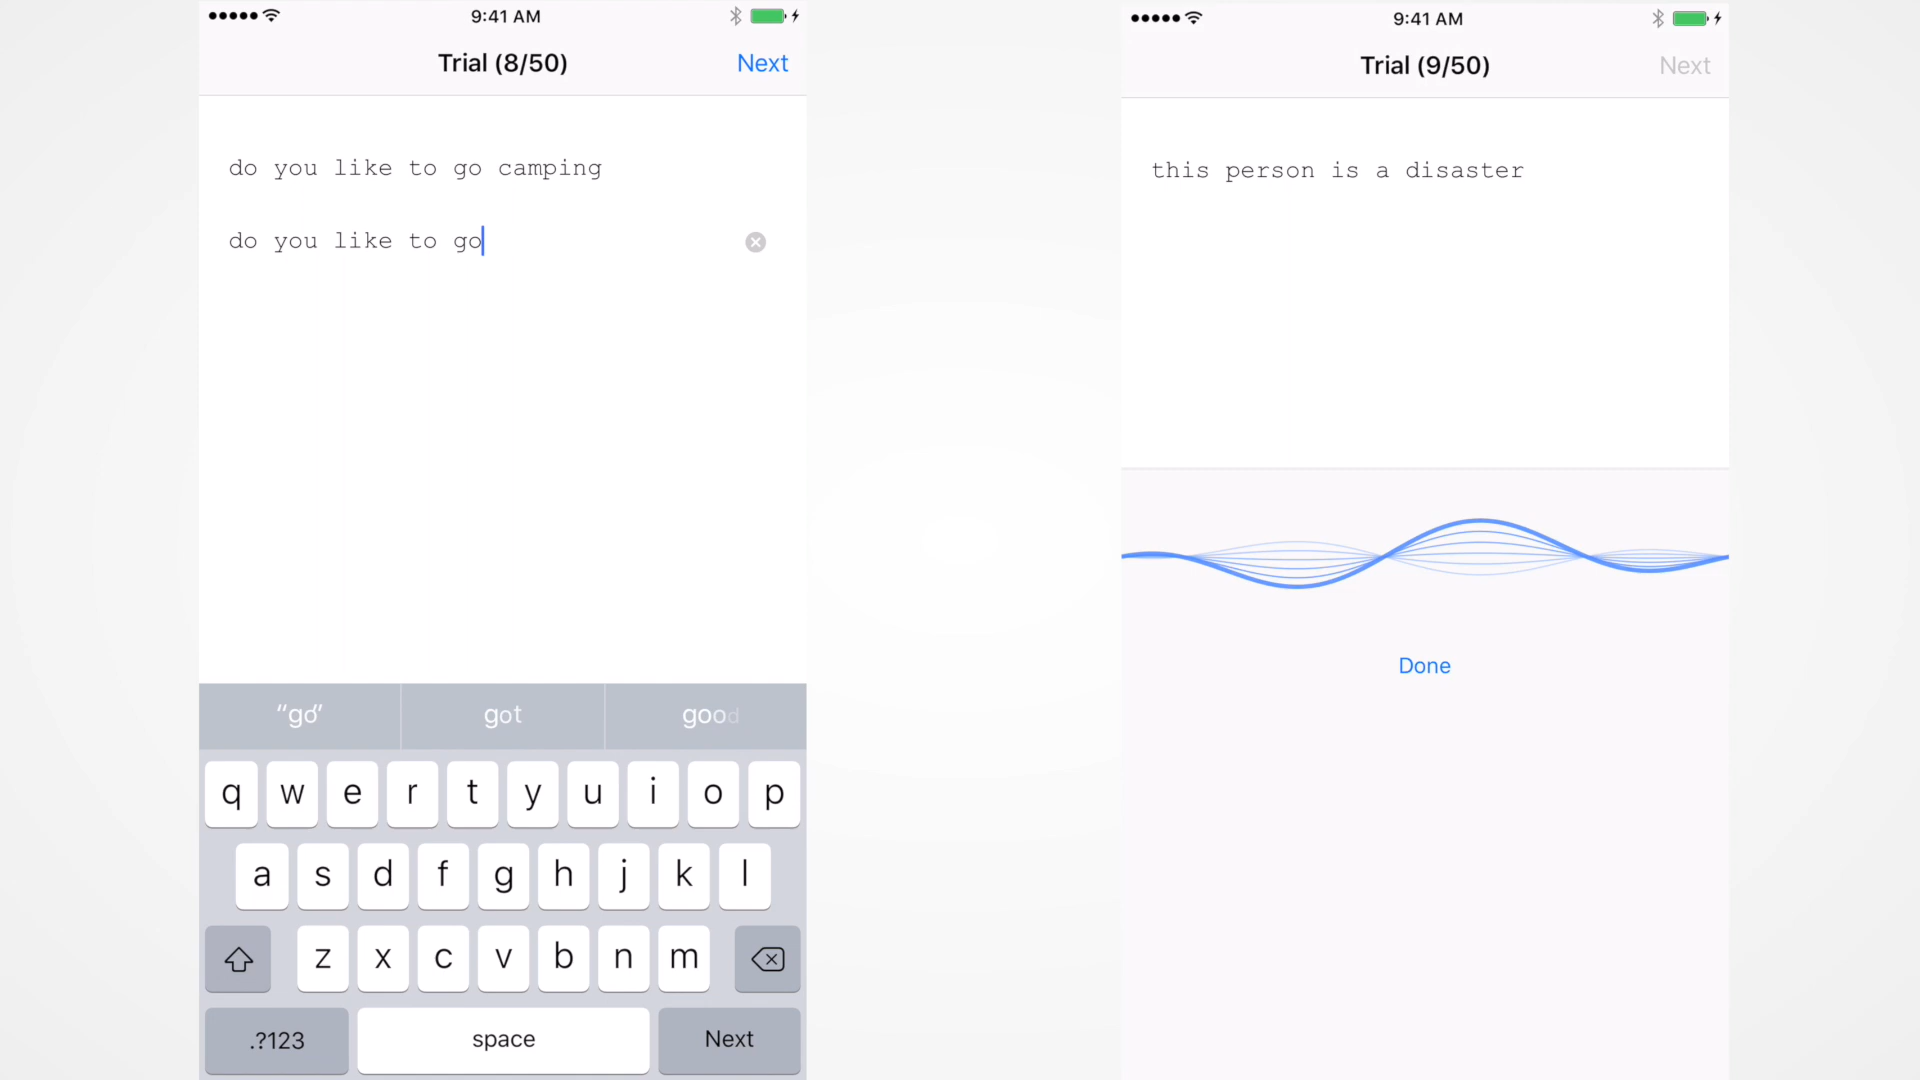 9:41 AM
Trial (8/50)
Next
do you like to go camping
do you like to go
“go”
got
good
q w e r t y u i o p
a s d f g h j k l
z x c v b n m
.?123
space
Next
9:41 AM
Trial (9/50)
Next
this person is a disaster
Done